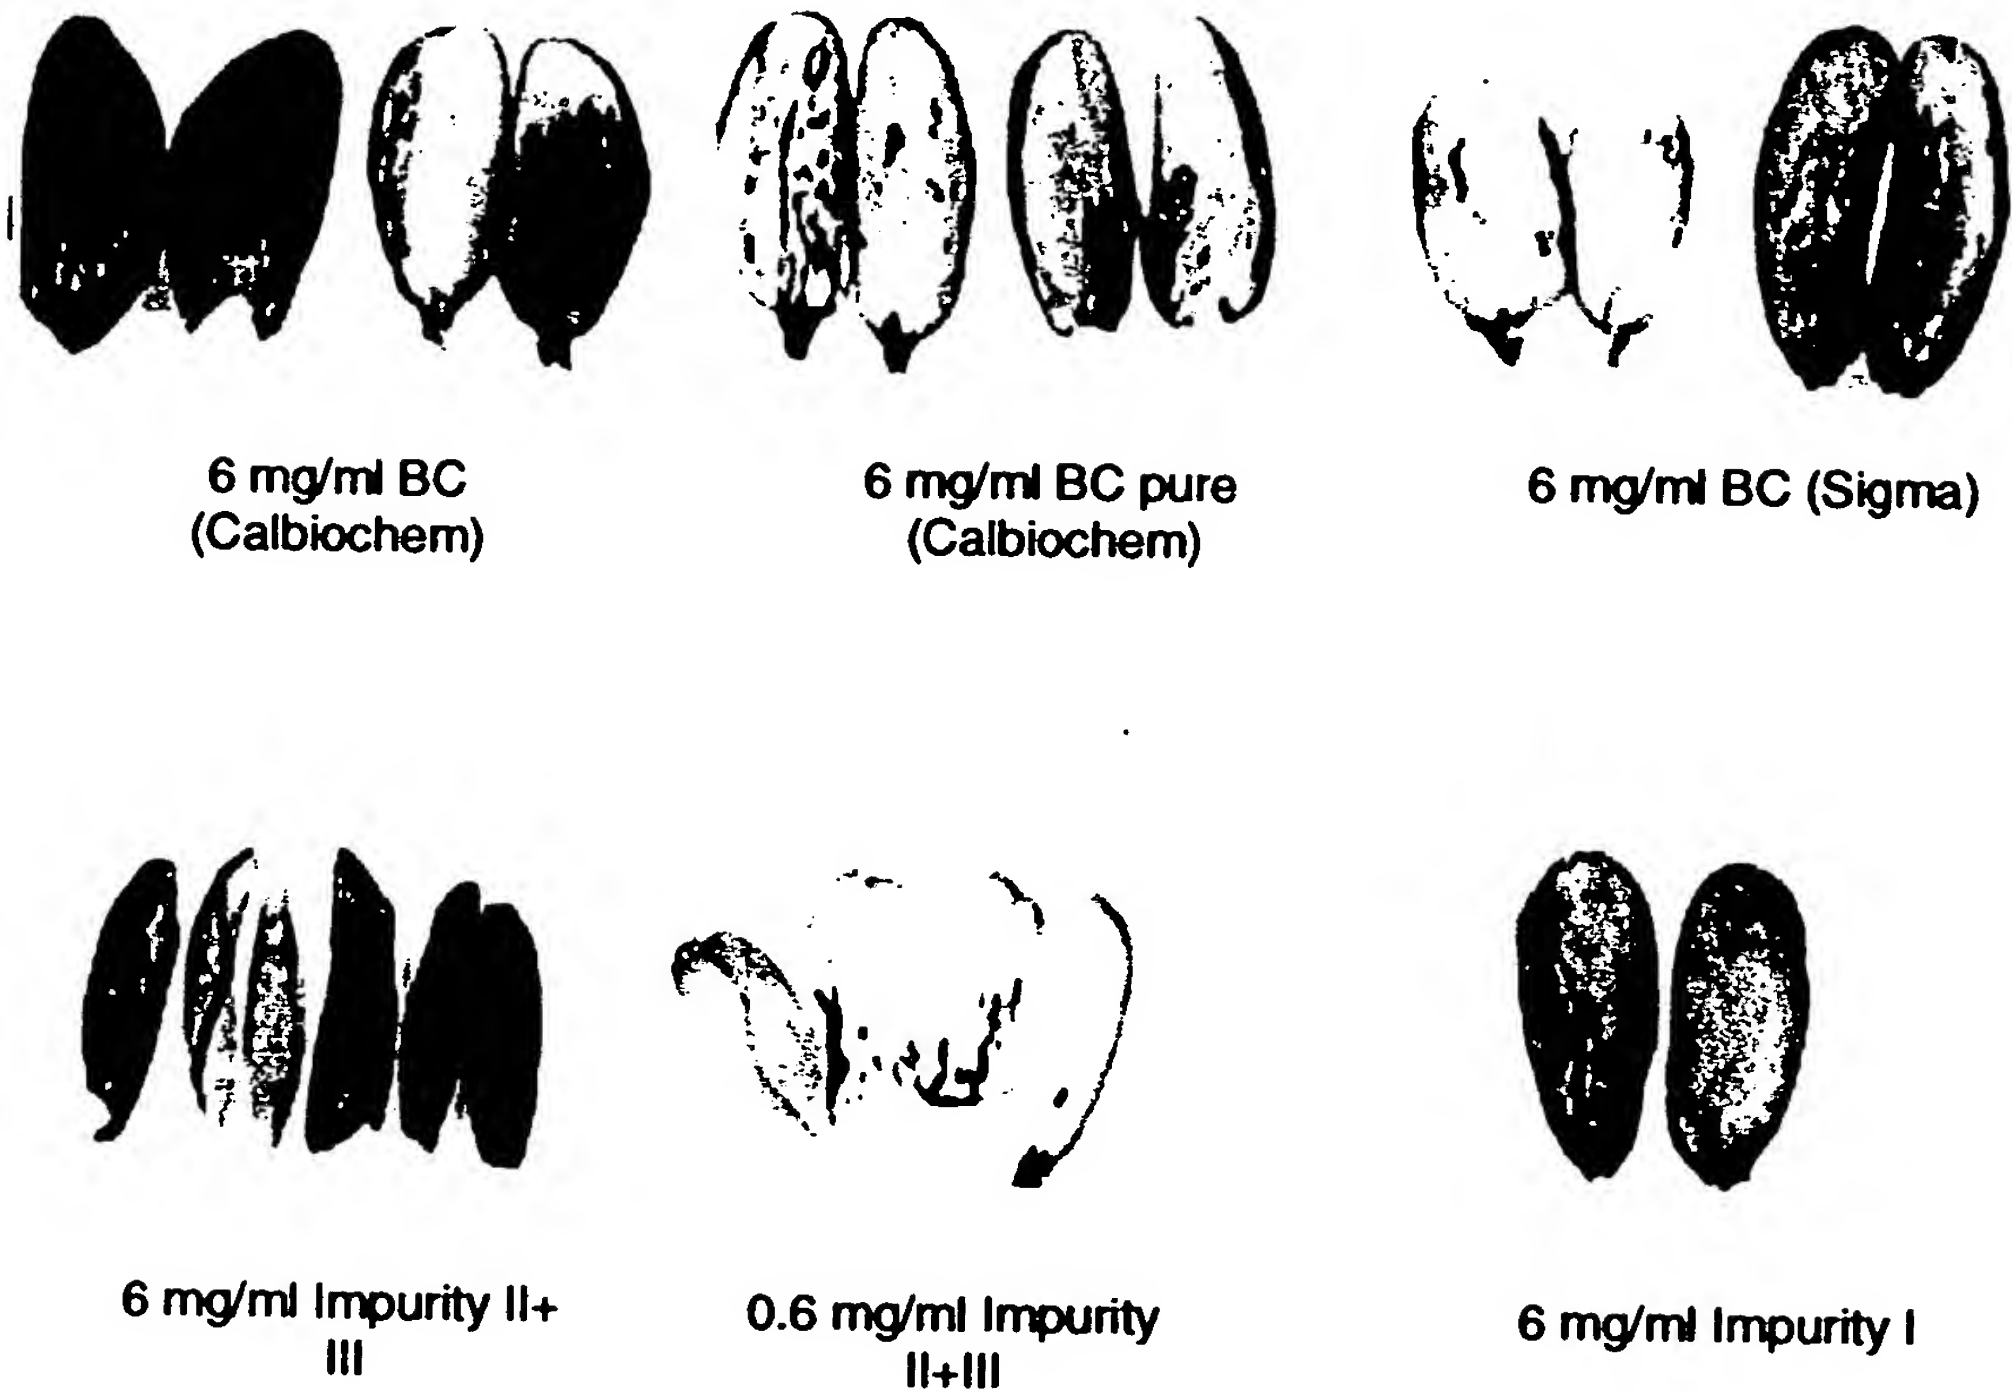 6 mg/ml BC
(Calbiochem)
6 mg/ml BC pure
(Calbiochem)
6 mg/ml BC (Sigma)
6 mg/ml Impurity II+
III
0.6 mg/ml Impurity
II+III
6 mg/ml Impurity I